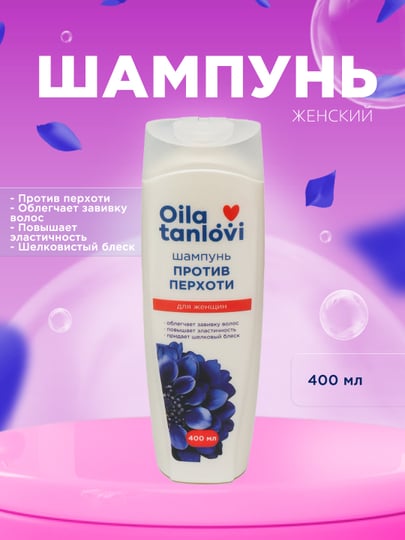 ШАМПУНЬ
ЖЕНСКИЙ
- Против перхоти
- Облегчает завивку
волос
- Повышает
эластичность
- Шелковистый блеск
Oila
tanlovi
шампунь
ПРОТИВ
ПЕРХОТИ
для женщин
· облегчает завивку волос
· повышает эластичность
· придает шелковый блеск
400 мл
400 мл